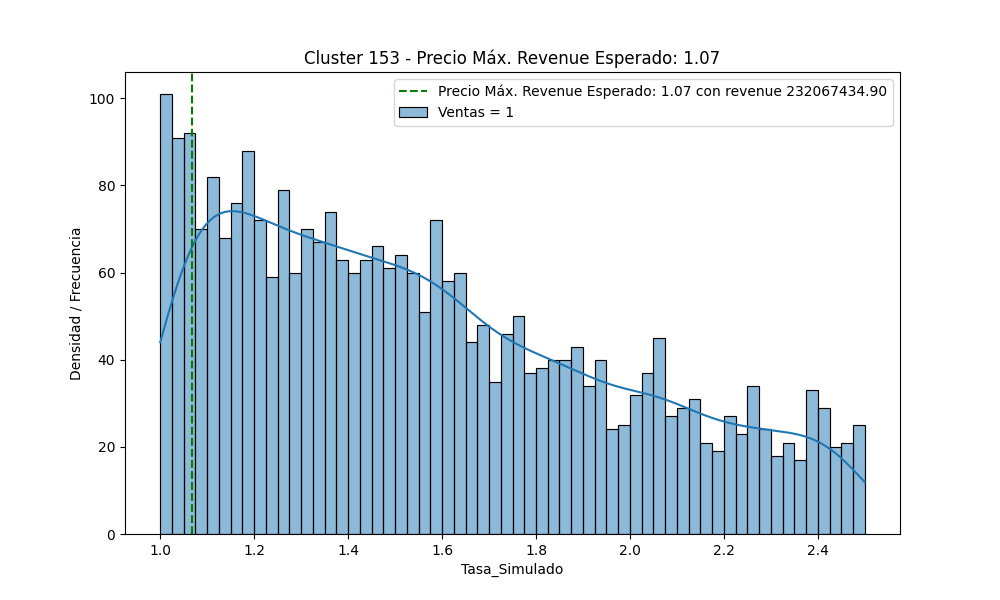 Cluster 153 - Precio Máx. Revenue Esperado: 1.07
Precio Máx. Revenue Esperado: 1.07 con revenue 232067434.90
Ventas = 1
Densidad / Frecuencia
100
80
60
40
20
0
1.0 1.2 1.4 1.6 1.8 2.0 2.2 2.4
Tasa_Simulado